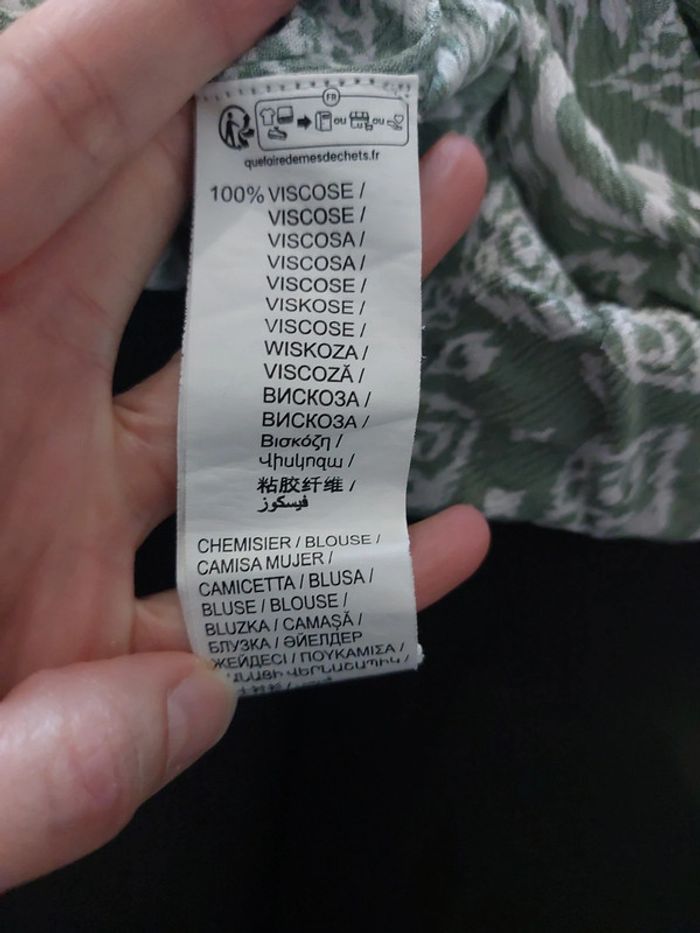 FR
ou ou
quefairedemesdechets.fr
100% VISCOSE /
VISCOSE /
VISCOSA /
VISCOSA /
VISCOSE /
VISKOSE /
VISCOSE /
WISKOZA /
VISCOZĂ /
ВИСКОЗА /
ВИСКОЗА /
Βισκόζη /
Վիսկոզա /
粘胶纤维 /
فيسكوز
CHEMISIER / BLOUSE /
CAMISA MUJER /
CAMICETTA / BLUSA /
BLUSE / BLOUSE /
BLUZKA / CAMAŞĂ /
БЛУЗКА / ӘЙЕЛДЕР
ЖЕЙДЕСІ / ΠΟΥΚΑΜΙΣΑ /